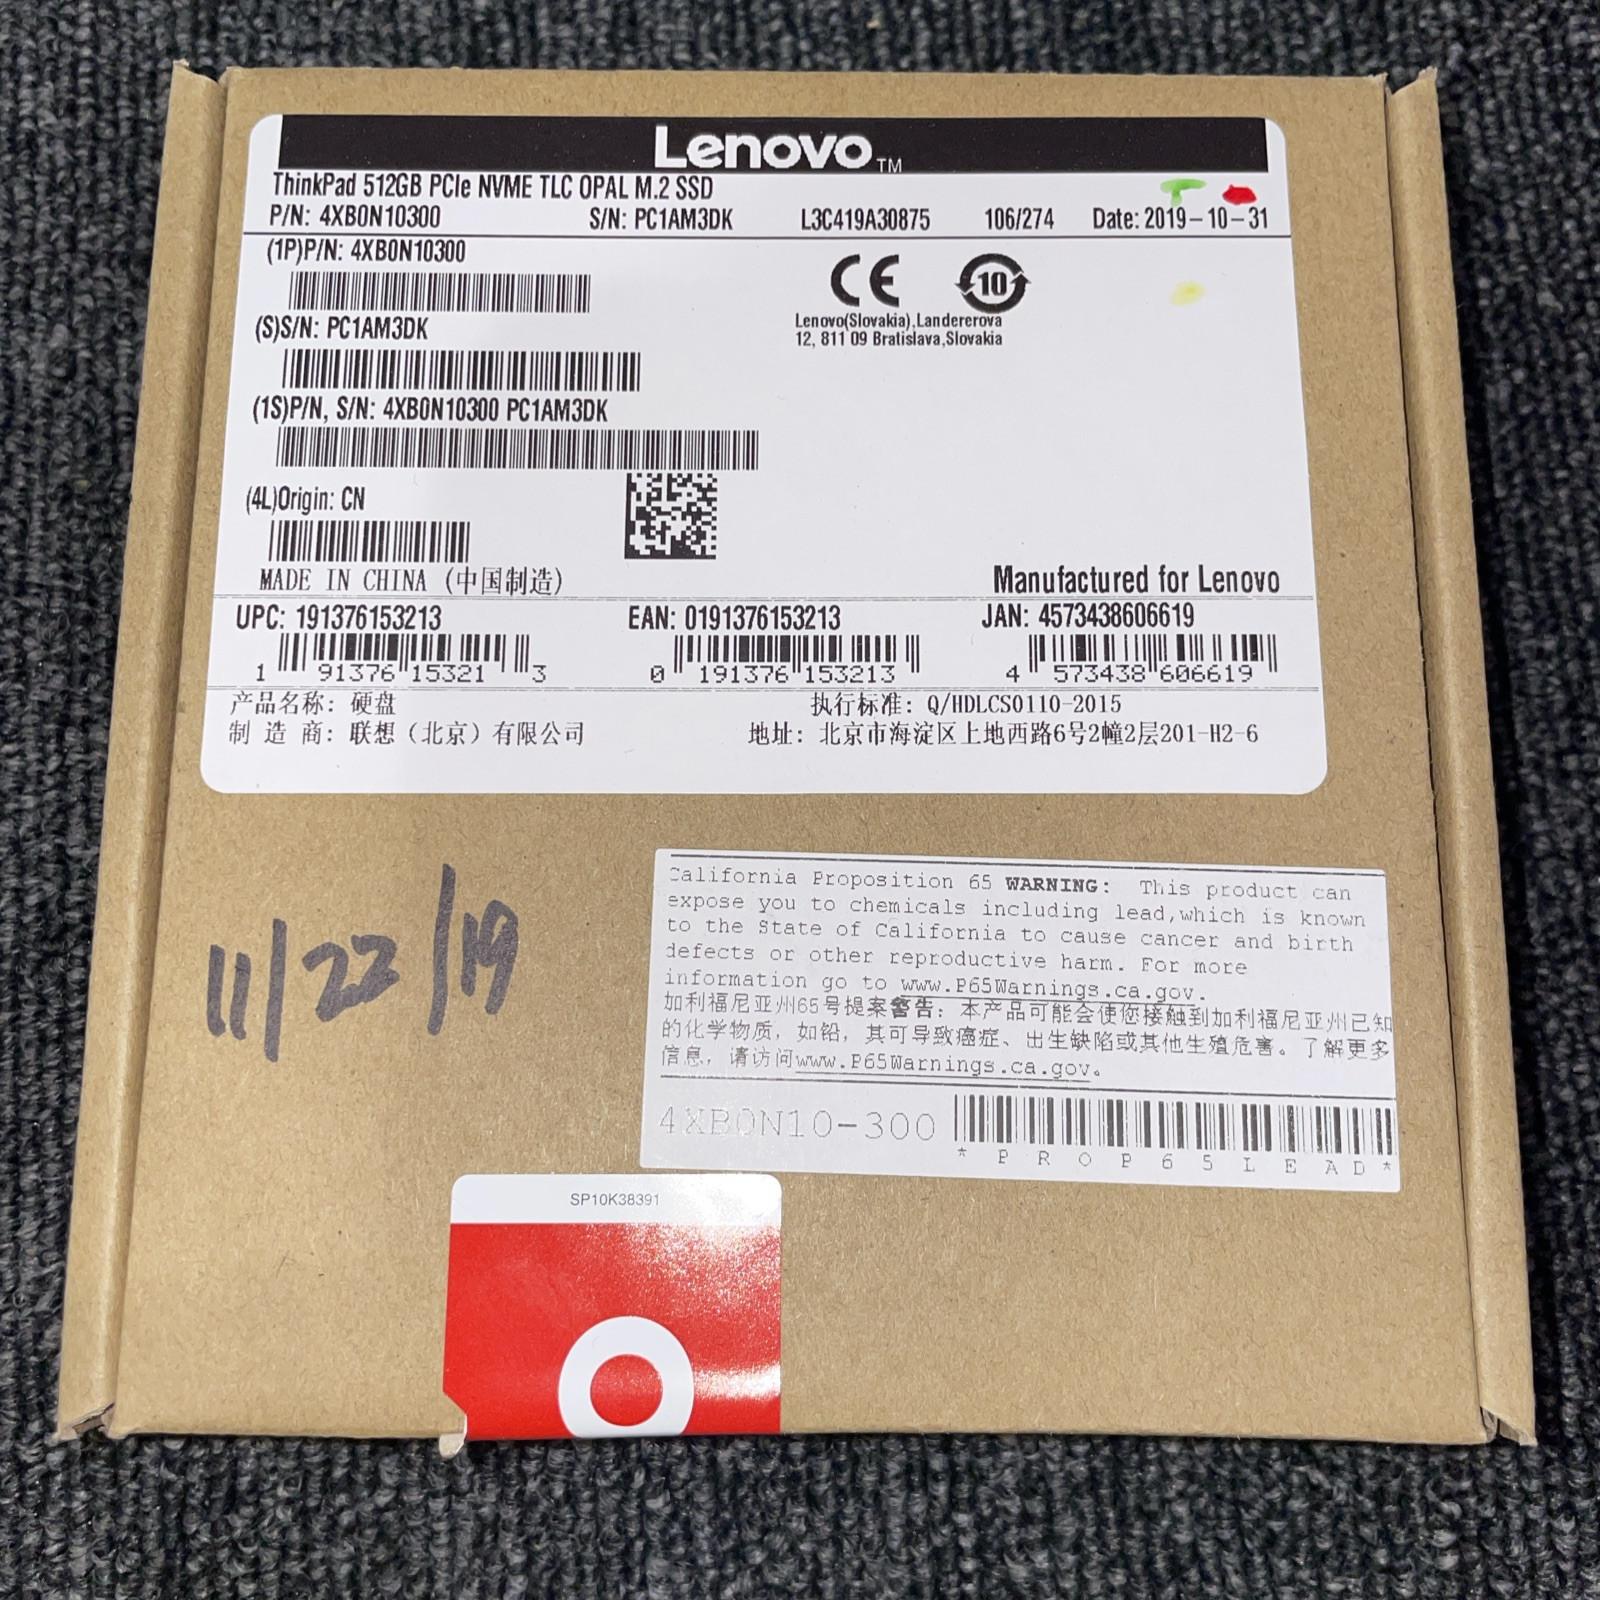 Lenovo™
ThinkPad 512GB PCIe NVME TLC OPAL M.2 SSD
P/N: 4XB0N10300 S/N: PC1AM3DK L3C419A30875 106/274 Date: 2019-10-31
(1P)P/N: 4XB0N10300
(S)S/N: PC1AM3DK
(1S)P/N, S/N: 4XB0N10300 PC1AM3DK
(4L)Origin: CN
MADE IN CHINA (中国制造)
CE 10
Lenovo(Slovakia),Landererova
12, 811 09 Bratislava,Slovakia
Manufactured for Lenovo
UPC: 191376153213 EAN: 0191376153213 JAN: 4573438606619
1 91376 15321 3 0 191376 153213 4 573438 606619
产品名称: 硬盘 执行标准: Q/HDLCS0110-2015
制 造 商: 联想（北京）有限公司 地址: 北京市海淀区上地西路6号2幢2层201-H2-6
11/22/19
California Proposition 65 WARNING: This product can
expose you to chemicals including lead,which is known
to the State of California to cause cancer and birth
defects or other reproductive harm. For more
information go to www.P65Warnings.ca.gov.
加利福尼亚州65号提案警告: 本产品可能会使您接触到加利福尼亚州已知
的化学物质, 如铅, 其可导致癌症、出生缺陷或其他生殖危害。了解更多
信息, 请访问www.P65Warnings.ca.gov。
4XB0N10-300
*PROP65LEAD*
SP10K38391